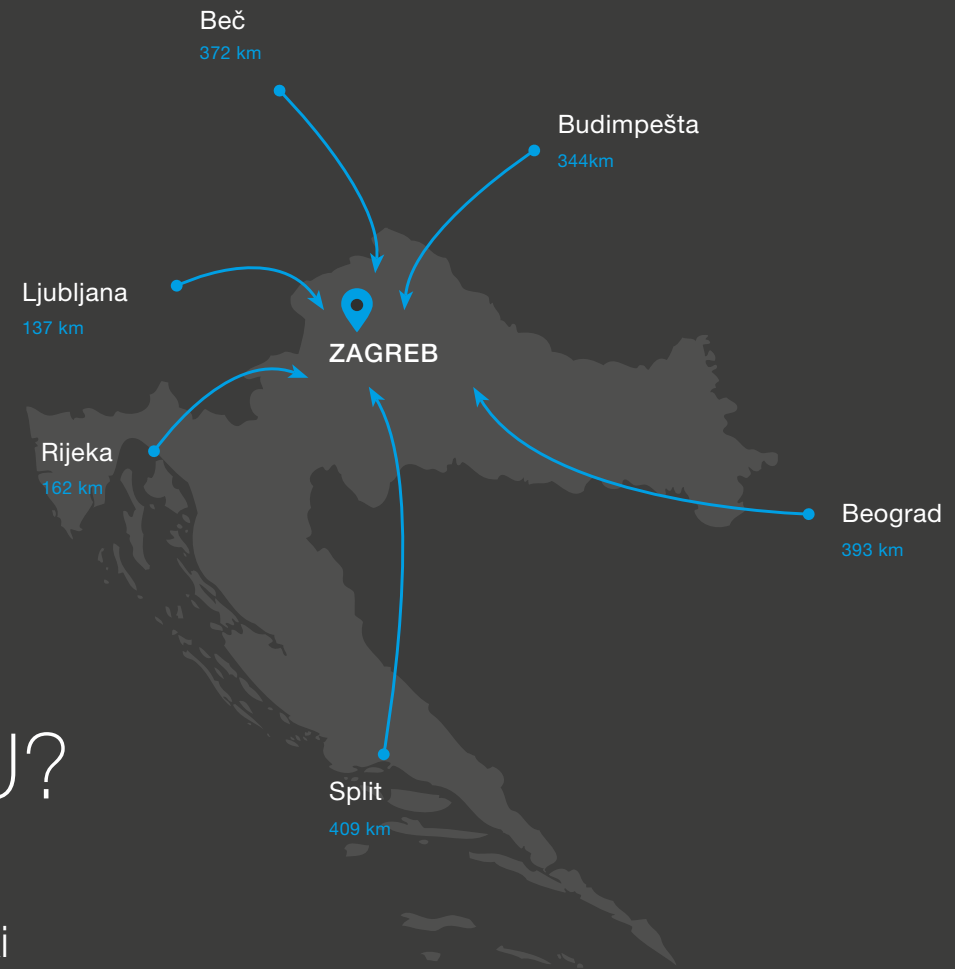 Beč
372 km
Budimpešta
344km
Ljubljana
137 km
ZAGREB
Rijeka
162 km
Beograd
393 km
U?
Split
409 km